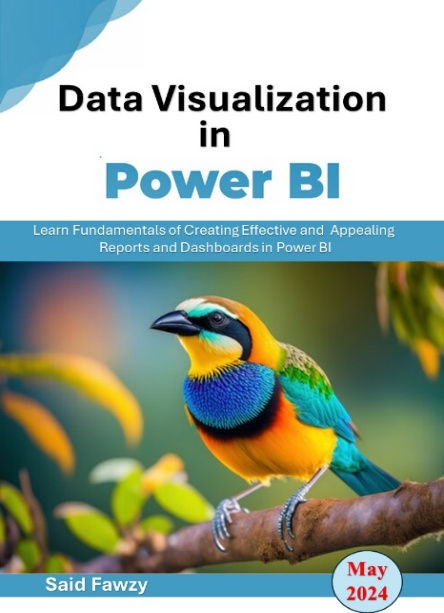 Data Visualization
in
Power BI
Learn Fundamentals of Creating Effective and Appealing
Reports and Dashboards in Power BI
Said Fawzy
May
2024